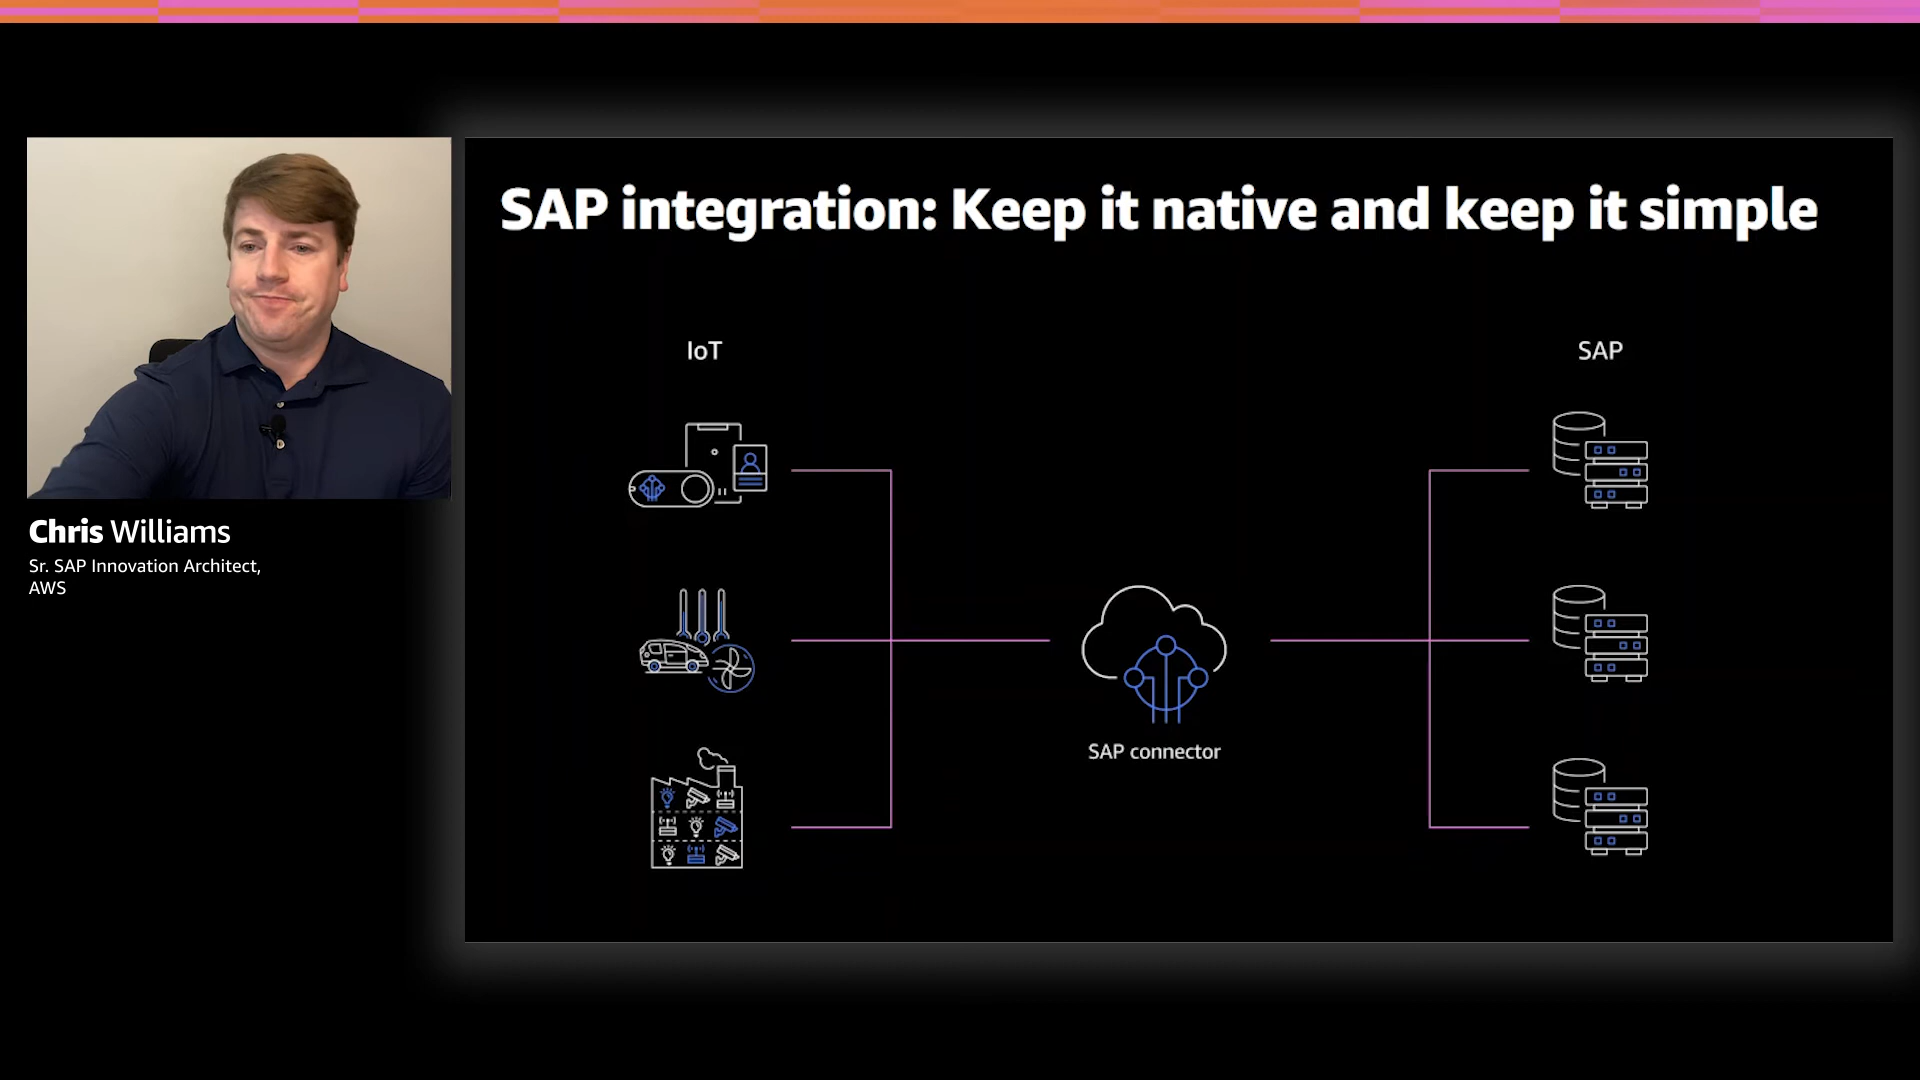 SAP integration: Keep it native and keep it simple
IoT
SAP
SAP connector
Chris Williams
Sr. SAP Innovation Architect,
AWS